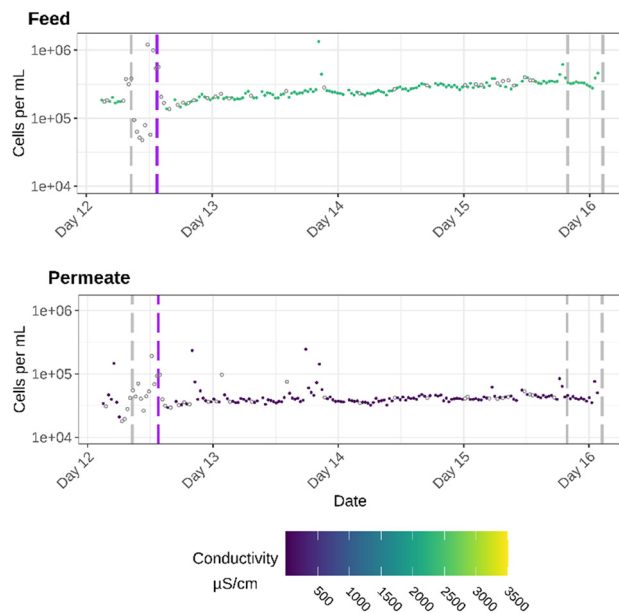 Feed
Cells per mL
1e+06
1e+05
1e+04
Day 12
Day 13
Day 14
Day 15
Day 16
Permeate
Cells per mL
1e+06
1e+05
1e+04
Day 12
Day 13
Day 14
Day 15
Day 16
Date
Conductivity
µS/cm
500
1000
1500
2000
2500
3000
3500